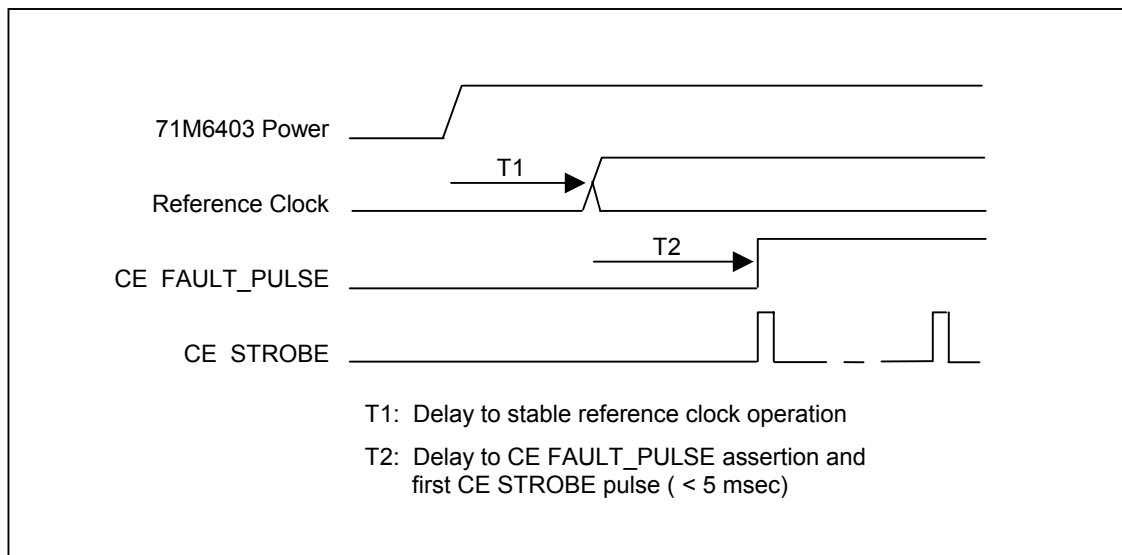 71M6403 Power
T1
Reference Clock
T2
CE FAULT_PULSE
CE STROBE
T1: Delay to stable reference clock operation
T2: Delay to CE FAULT_PULSE assertion and
first CE STROBE pulse ( < 5 msec)